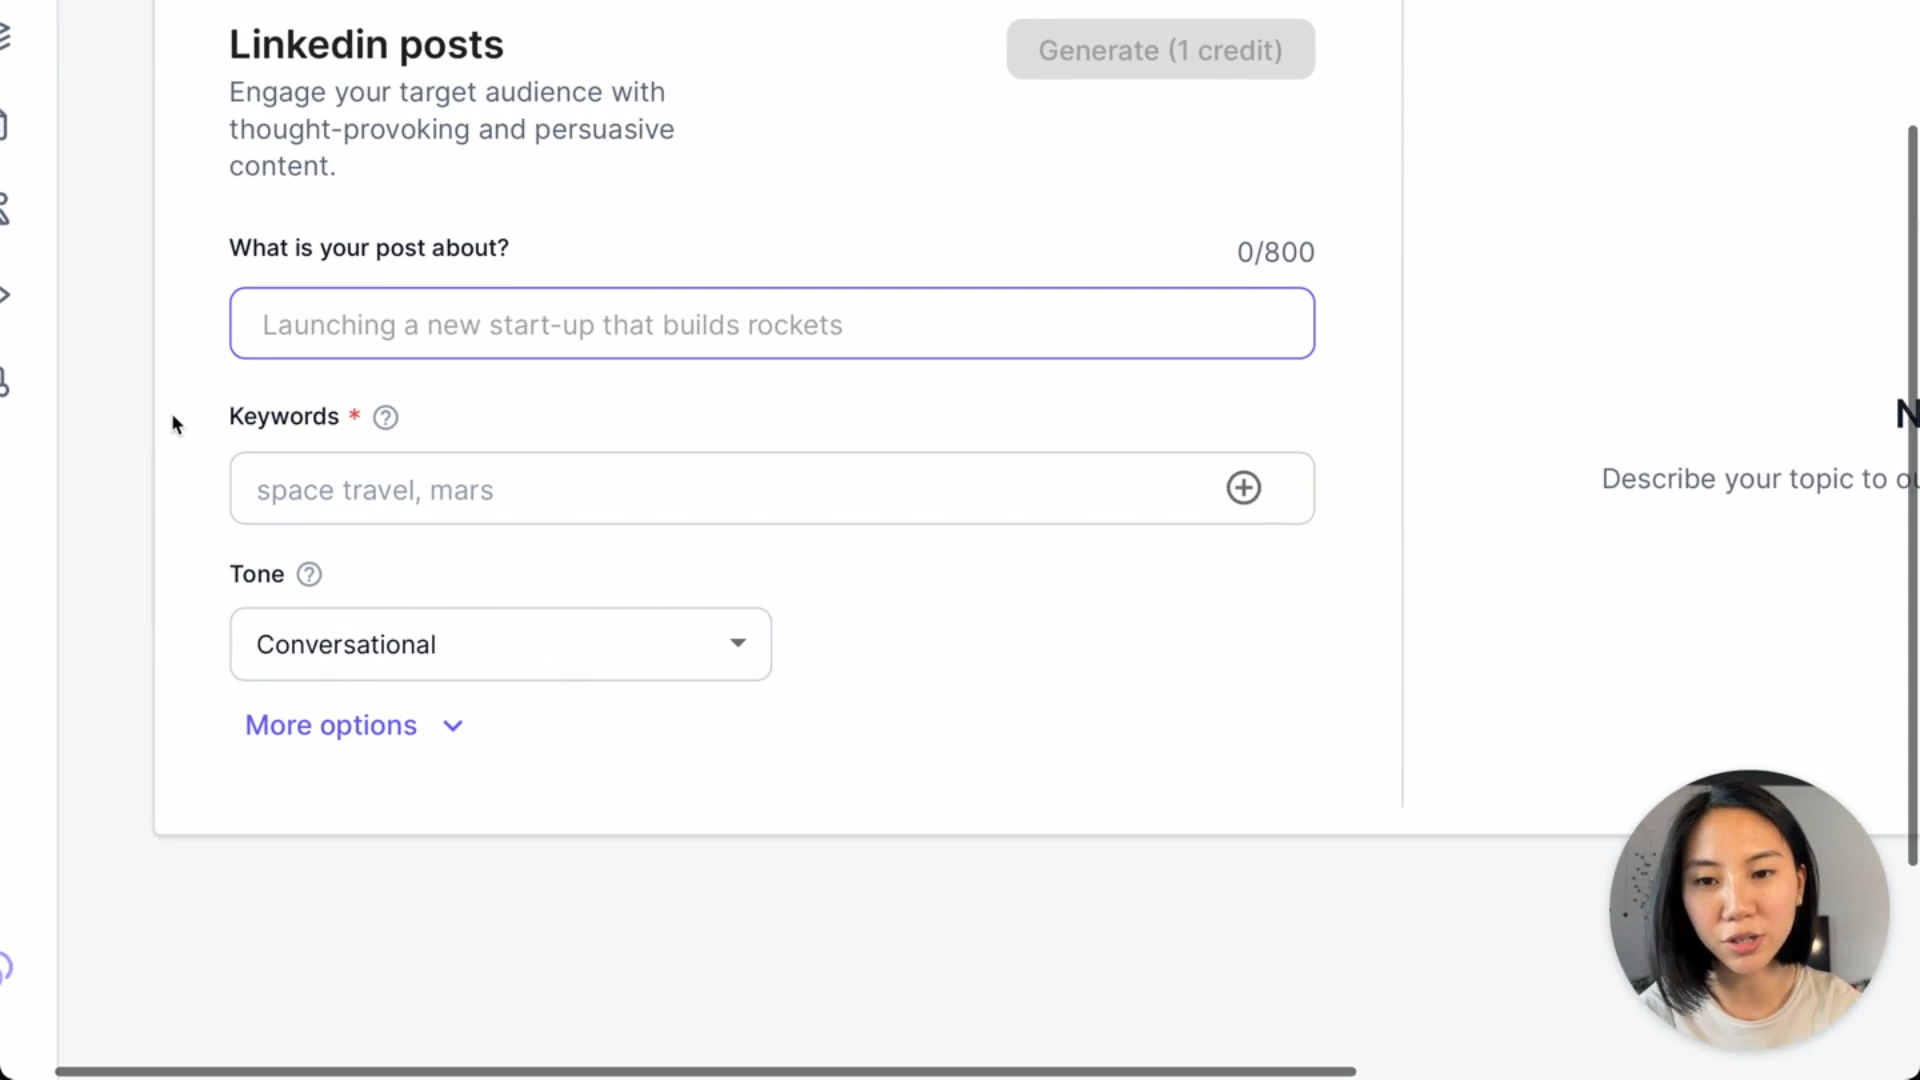 Linkedin posts
Generate (1 credit)
Engage your target audience with
thought-provoking and persuasive
content.
What is your post about?
0/800
Launching a new start-up that builds rockets
Keywords *
space travel, mars
Tone
Conversational
More options
N
Describe your topic to